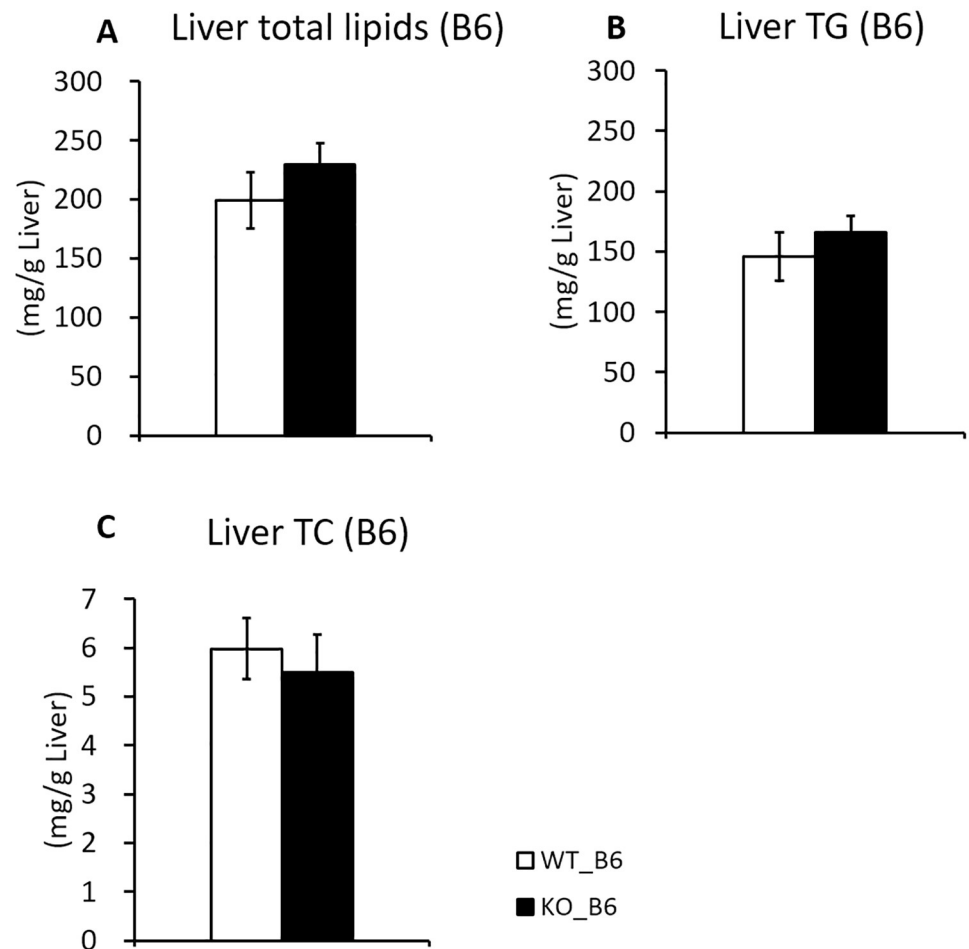 A Liver total lipids (B6)
300
250
200
150
100
50
0
(mg/g Liver)
B Liver TG (B6)
300
250
200
150
100
50
0
(mg/g Liver)
C Liver TC (B6)
7
6
5
4
3
2
1
0
(mg/g Liver)
WT_B6
KO_B6